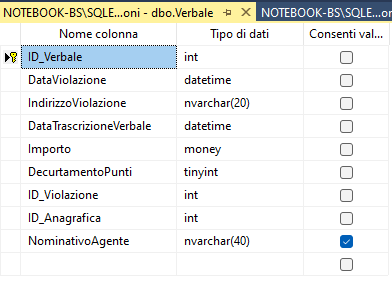 NOTEBOOK-BS\SQLE...oni - dbo.Verbale
NOTEBOOK-BS\SQLE...or
Nome colonna Tipo di dati Consenti val...
ID_Verbale int
DataViolazione datetime
IndirizzoViolazione nvarchar(20)
DataTrascrizioneVerbale datetime
Importo money
DecurtamentoPunti tinyint
ID_Violazione int
ID_Anagrafica int
NominativoAgente nvarchar(40)